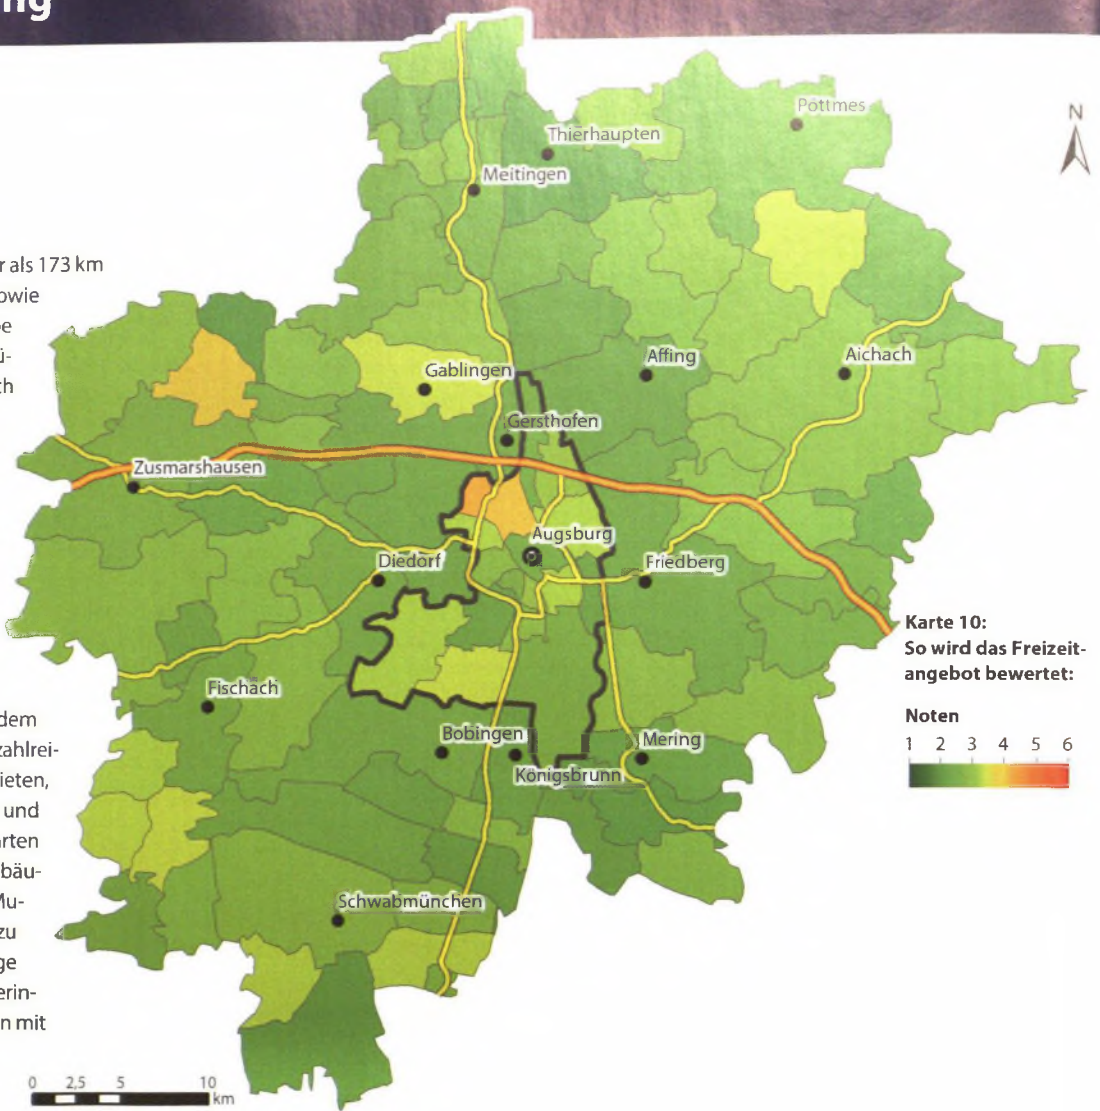 ng
r als 173 km
owie
e
ü-
h
dem
zahlrei-
ieten,
und
rten
bäu-
Mu-
zu
ge
erin-
n mit
N
Pöttmes
Thierhaupten
Meitingen
Gablingen
Affing
Aichach
Gersthofen
Zusmarshausen
Augsburg
Diedorf
Friedberg
Fischach
Bobingen
Mering
Königsbrunn
Schwabmünchen
Karte 10:
So wird das Freizeit-
angebot bewertet:
Noten
1 2 3 4 5 6
0 2,5 5 10
km